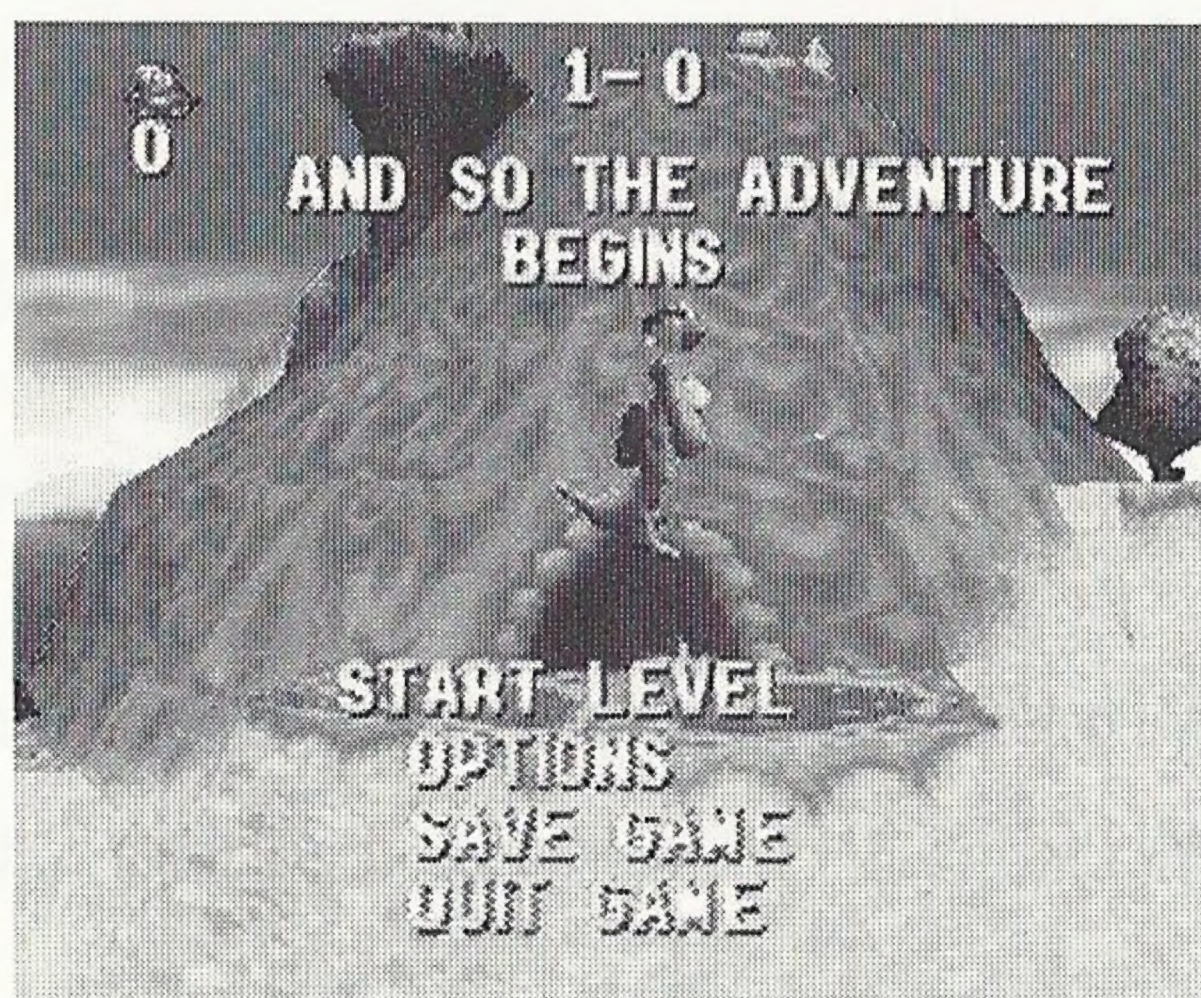 1-0
0
AND SO THE ADVENTURE
BEGINS
START LEVEL
OPTIONS
SAVE GAME
QUIT GAME